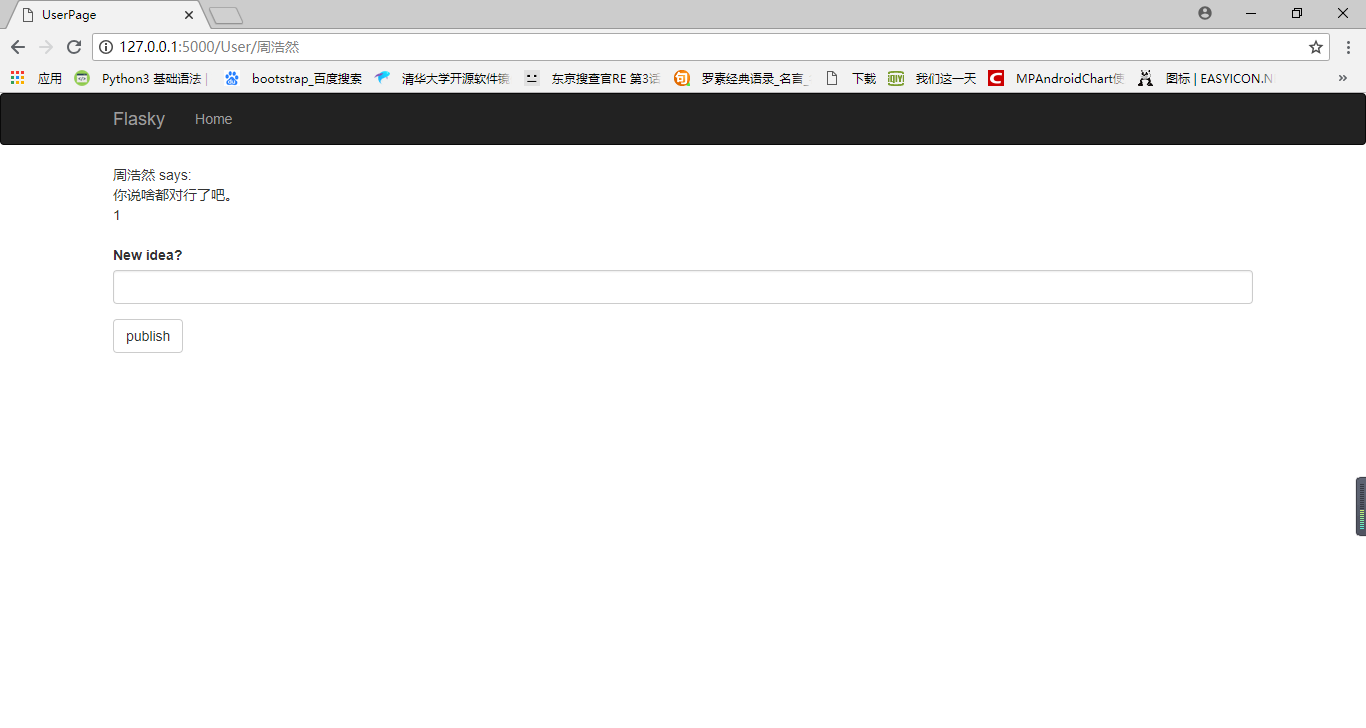 UserPage
127.0.0.1:5000/User/周浩然
应用 Python3 基础语法 bootstrap_百度搜索 清华大学开源软件镜 东京搜查官RE 第3话 罗素经典语录_名言_ 下载 我们这一天 MPAndroidChart使 图标 | EASYICON.N
Flasky Home
周浩然 says:
你说啥都对行了吧。
1
New idea?
publish